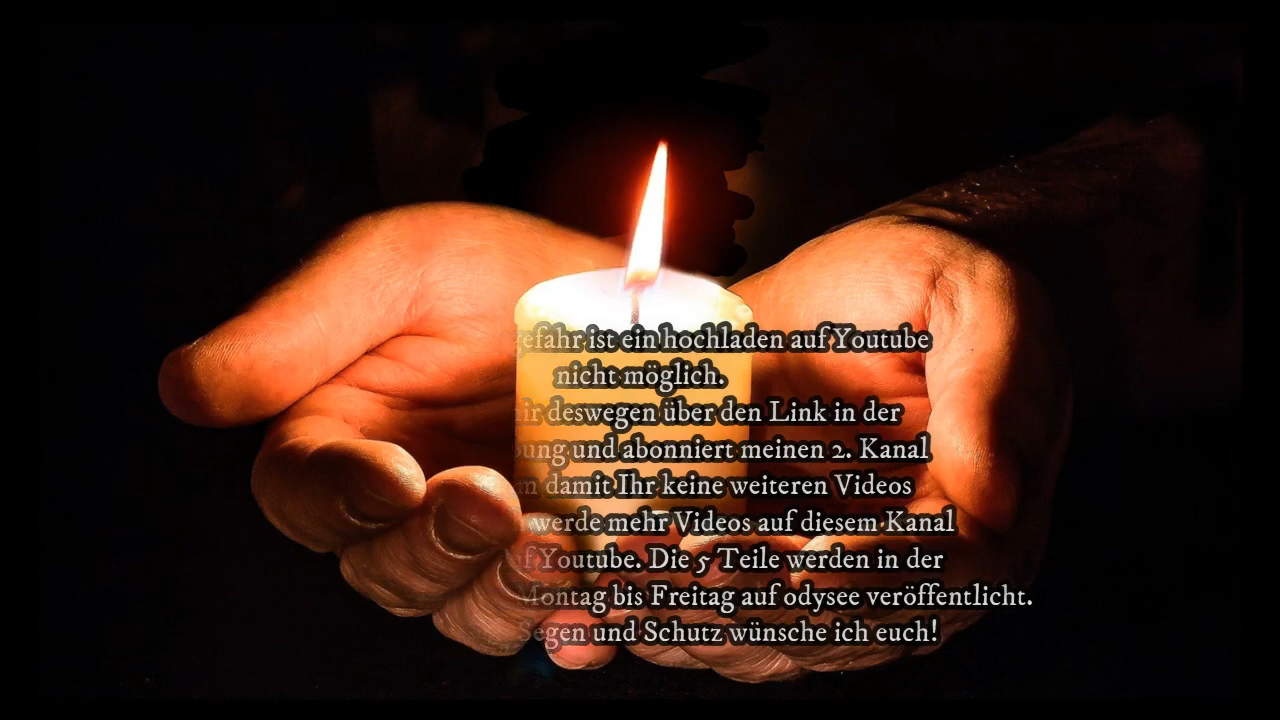 ist ein hochladen auf Youtube
nicht möglich.
deswegen über den Link in der
und abonniert meinen 2. Kanal
damit Ihr keine weiteren Videos
werde mehr Videos auf diesem Kanal
Youtube. Die 5 Teile werden in der
Montag bis Freitag auf odysee veröffentlicht.
Segen und Schutz wünsche ich euch!